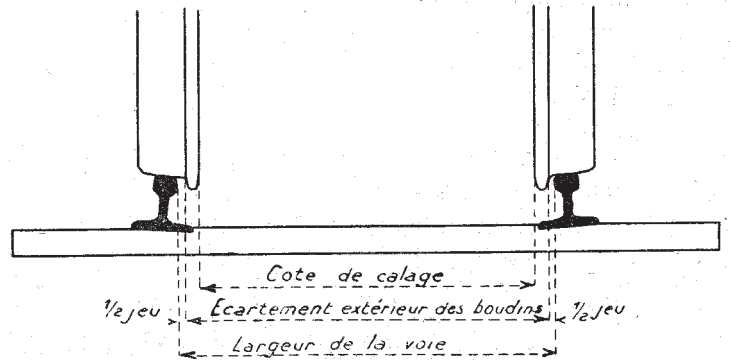 Cote de calage
½ jeu Ecartement extérieur des boudins ½ jeu
Largeur de la voie